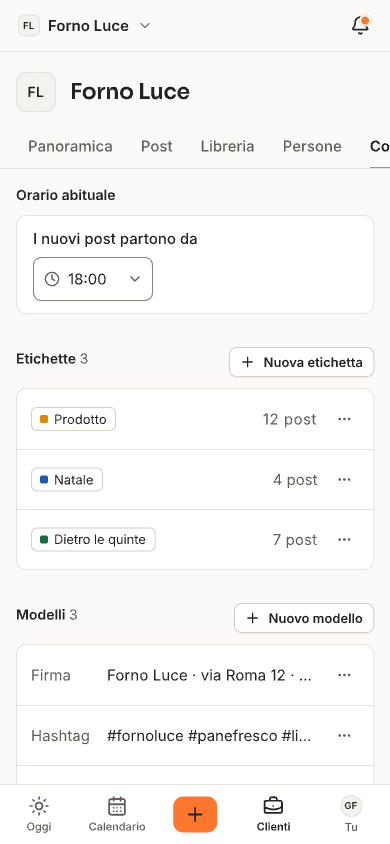 FL Forno Luce
FL Forno Luce
Panoramica Post Libreria Persone Co
Orario abituale
I nuovi post partono da
18:00
Etichette 3 Nuova etichetta
Prodotto 12 post
Natale 4 post
Dietro le quinte 7 post
Modelli 3 Nuovo modello
Firma Forno Luce · via Roma 12 · ...
Hashtag #fornoluce #panefresco #li...
GF
Oggi Calendario Clienti Tu